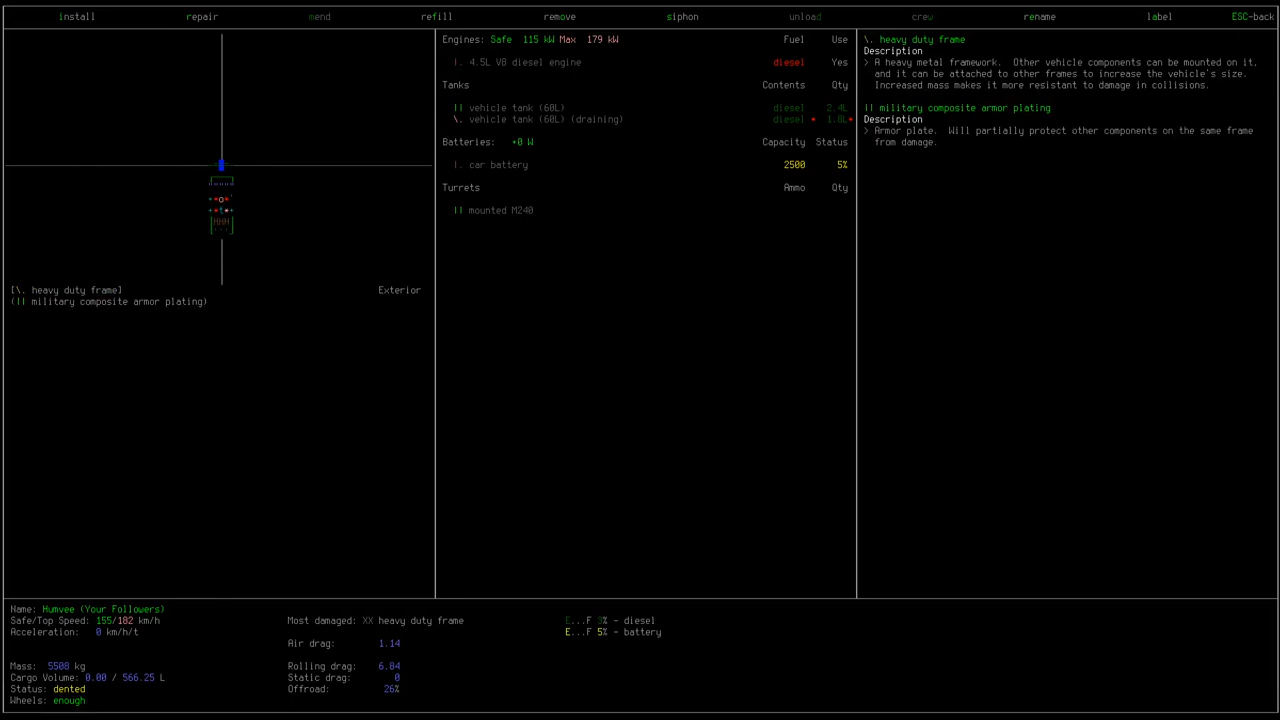 install repair mend refill remove siphon unload crew rename label ESC-back
Engines: Safe 115 kW Max 179 kW Fuel Use
|. 4.5L V8 diesel engine diesel Yes
Tanks Contents Qty
|| vehicle tank (60L) diesel 2.4L
\. vehicle tank (60L) (draining) diesel * 1.8L*
Batteries: +0 W Capacity Status
|. car battery 2500 5%
Turrets Ammo Qty
|| mounted M240
\. heavy duty frame
Description
> A heavy metal framework. Other vehicle components can be mounted on it,
and it can be attached to other frames to increase the vehicle's size.
Increased mass makes it more resistant to damage in collisions.
|| military composite armor plating
Description
> Armor plate. Will partially protect other components on the same frame
from damage.
[\. heavy duty frame] Exterior
(|| military composite armor plating)
Name: Humvee (Your Followers)
Safe/Top Speed: 155/182 km/h
Acceleration: 0 km/h/t
Mass: 5508 kg
Cargo Volume: 0.00 / 566.25 L
Status: dented
Wheels: enough
Most damaged: XX heavy duty frame
Air drag: 1.14
Rolling drag: 6.84
Static drag: 0
Offroad: 26%
E...F 3% - diesel
E...F 5% - battery